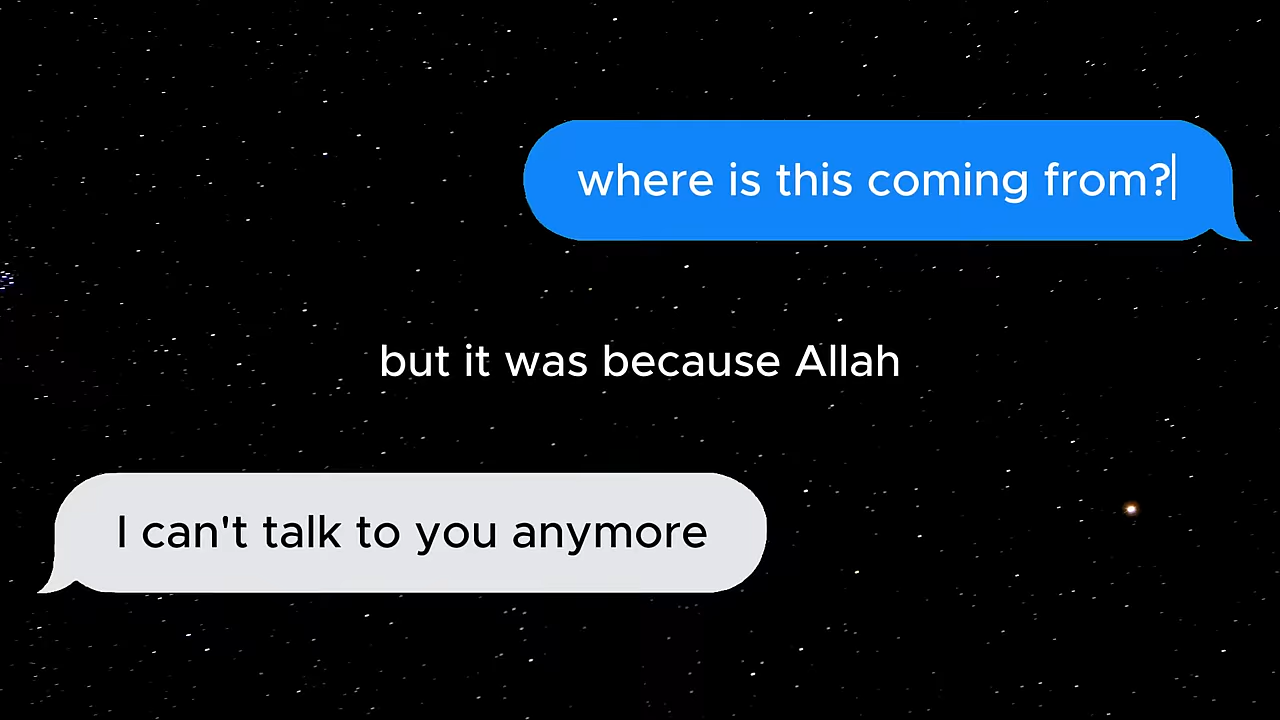 where is this coming from?
but it was because Allah
I can't talk to you anymore